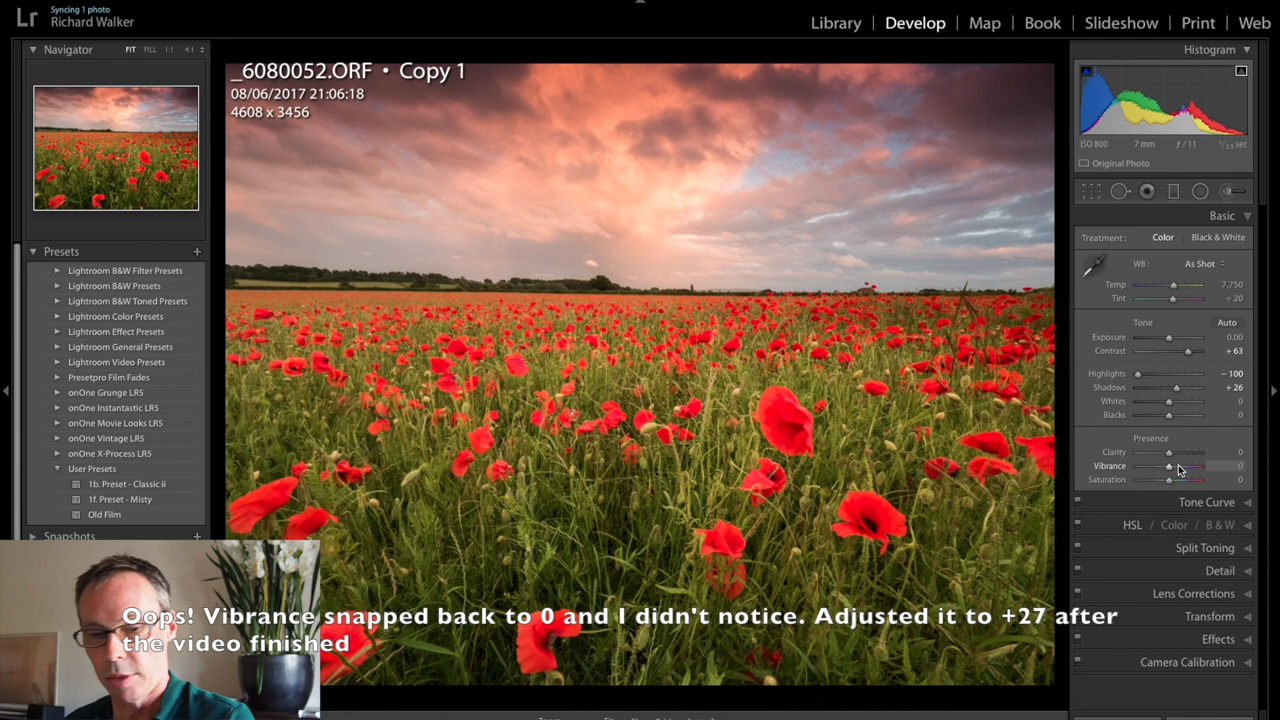 Lr
Syncing 1 photo
Richard Walker
Library | Develop | Map | Book | Slideshow | Print | Web
Navigator FIT FILL 1:1 4:1
Histogram
_6080052.ORF • Copy 1
08/06/2017 21:06:18
4608 x 3456
ISO 800 7 mm ƒ / 11 1/13 sec
Original Photo
Presets +
Lightroom B&W Filter Presets
Lightroom B&W Presets
Lightroom B&W Toned Presets
Lightroom Color Presets
Lightroom Effect Presets
Lightroom General Presets
Lightroom Video Presets
Presetpro Film Fades
onOne Grunge LR5
onOne Instantastic LR5
onOne Movie Looks LR5
onOne Vintage LR5
onOne X-Process LR5
User Presets
1b. Preset - Classic ii
1f. Preset - Misty
Old Film
Snapshots +
Basic
Treatment : Color Black & White
WB : As Shot
Temp 7,750
Tint + 20
Tone Auto
Exposure 0.00
Contrast + 63
Highlights − 100
Shadows + 26
Whites 0
Blacks 0
Presence
Clarity 0
Vibrance 0
Saturation 0
Tone Curve
HSL / Color / B & W
Split Toning
Detail
Lens Corrections
Transform
Effects
Camera Calibration
Oops! Vibrance snapped back to 0 and I didn't notice. Adjusted it to +27 after
the video finished